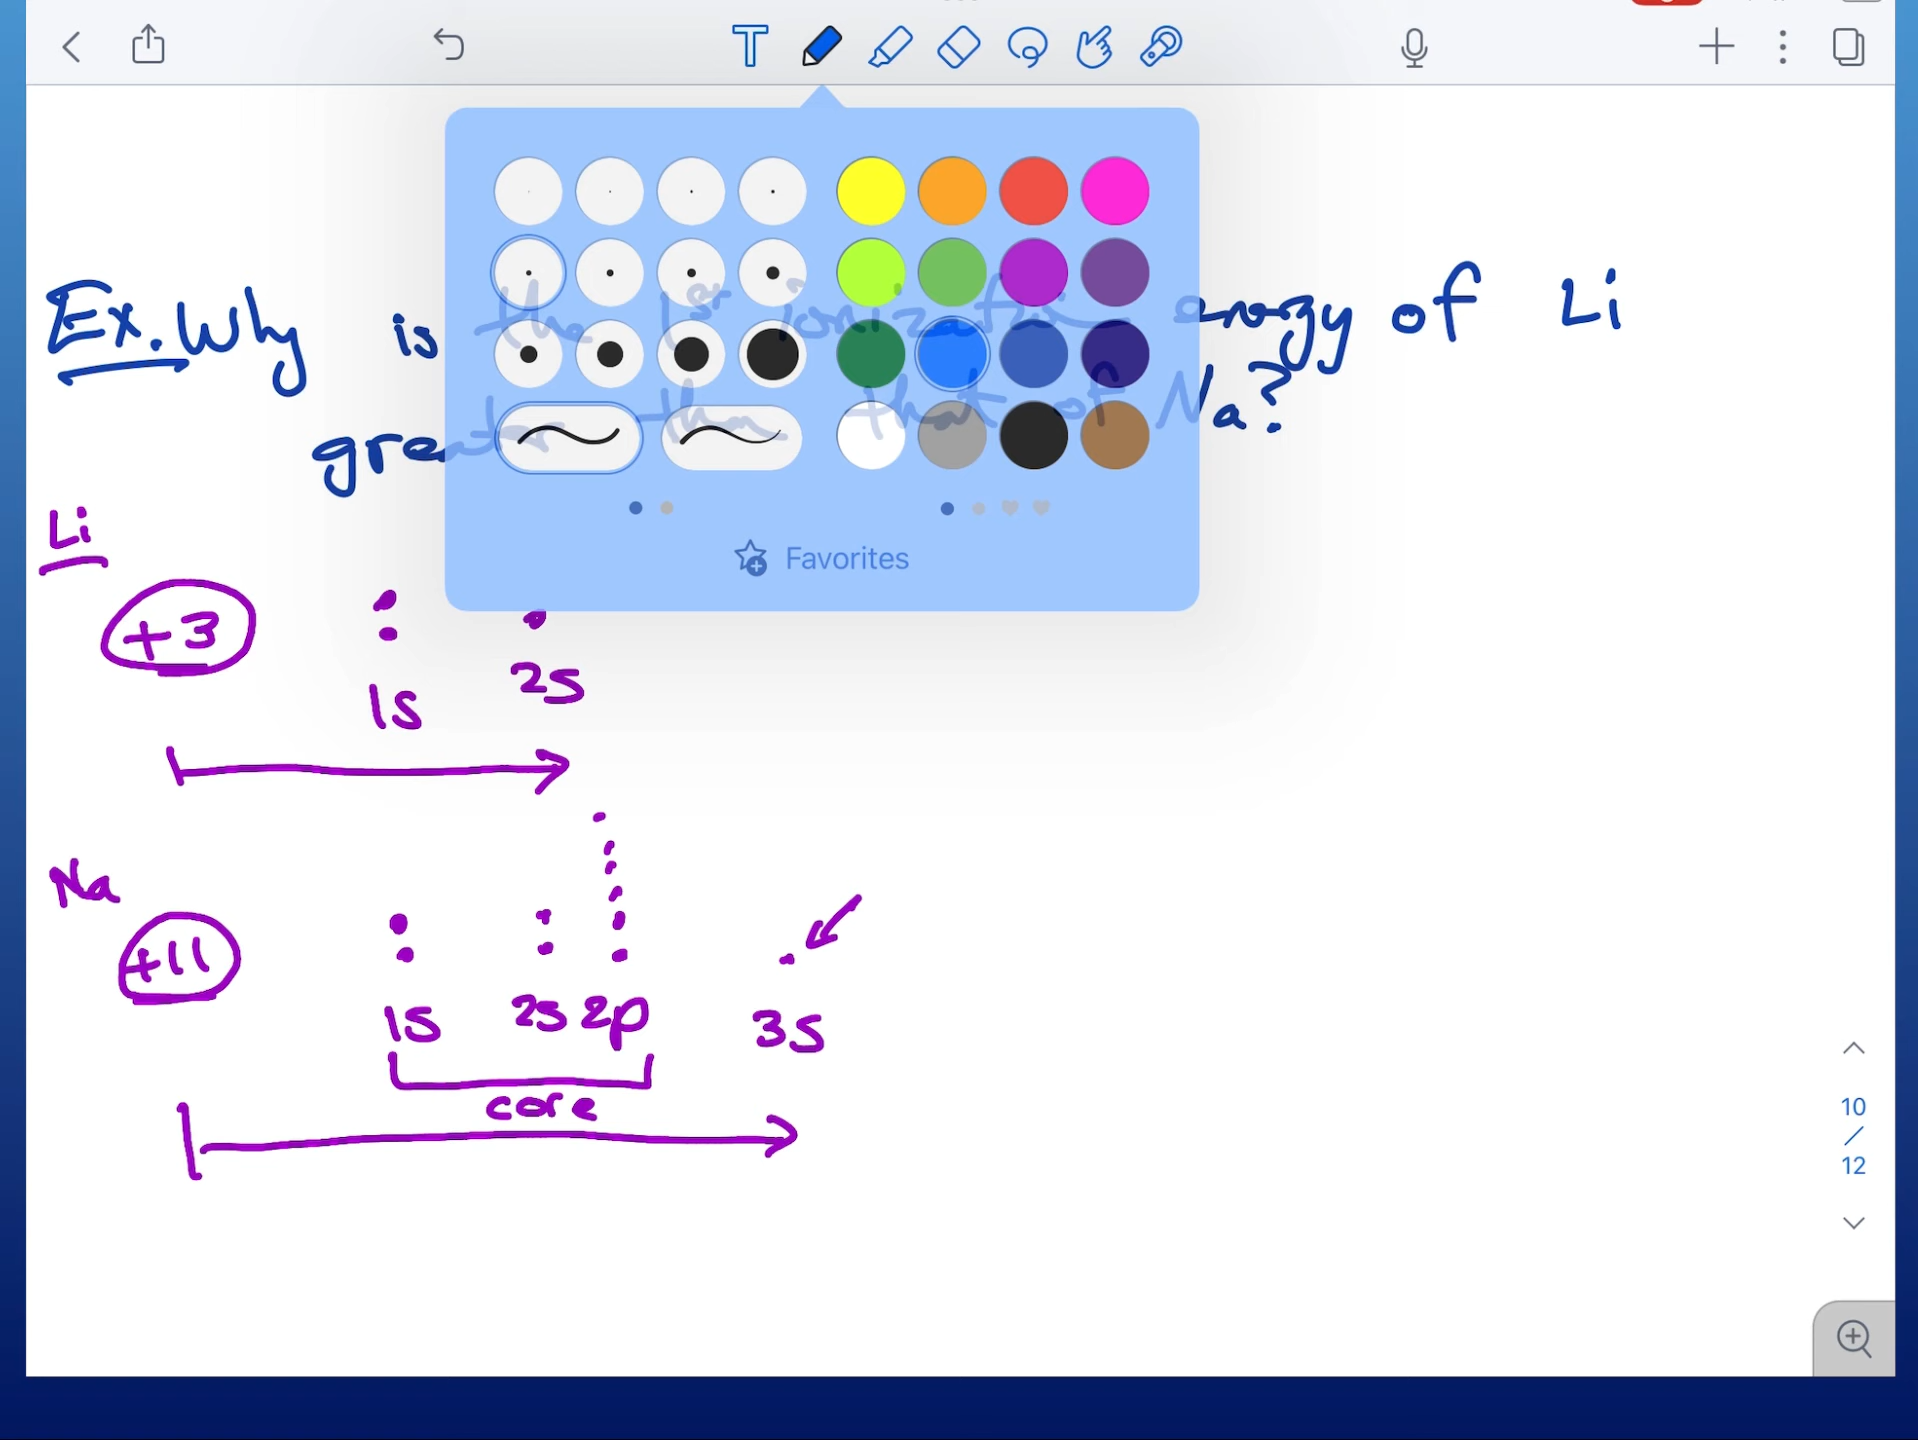 T
Ex. Why is the 1st ionization energy of Li
greater than that of Na?
Favorites
Li
+3
1s 2s
Na
+11
1s 2s 2p 3s
core
10
/
12